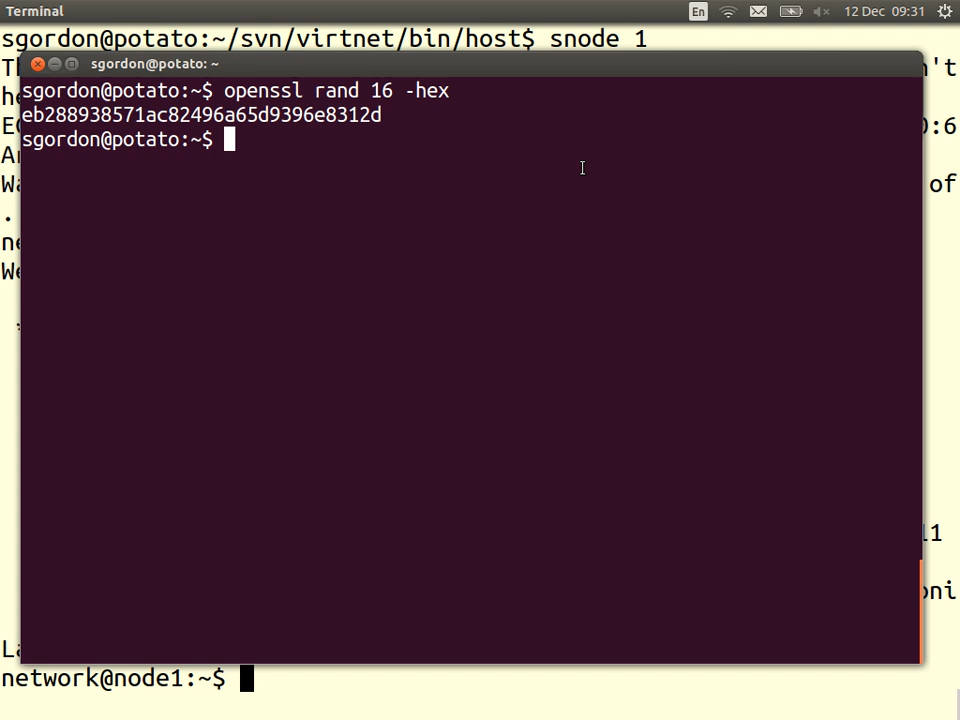 Terminal
En
12 Dec 09:31
sgordon@potato:~/svn/virtnet/bin/host$ snode 1
sgordon@potato: ~
sgordon@potato:~$ openssl rand 16 -hex
eb288938571ac82496a65d9396e8312d
sgordon@potato:~$
of
network@node1:~$